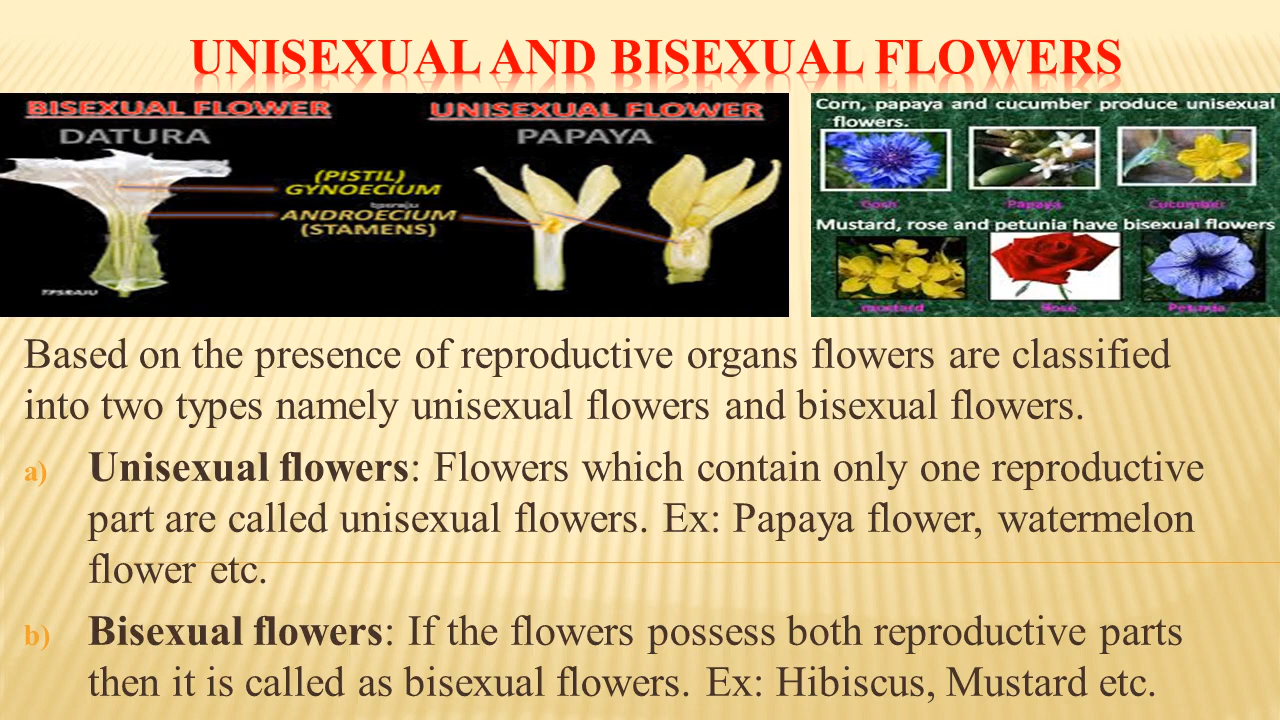 UNISEXUAL AND BISEXUAL FLOWERS
BISEXUAL FLOWER
UNISEXUAL FLOWER
DATURA
PAPAYA
(PISTIL)
GYNOECIUM
tpsraju
ANDROECIUM
(STAMENS)
TPSRAJU
Corn, papaya and cucumber produce unisexual
flowers.
Papaya
Cucumber
Mustard, rose and petunia have bisexual flowers
mustard
Rose
Petunia
Based on the presence of reproductive organs flowers are classified
into two types namely unisexual flowers and bisexual flowers.
a) Unisexual flowers: Flowers which contain only one reproductive
part are called unisexual flowers. Ex: Papaya flower, watermelon
flower etc.
b) Bisexual flowers: If the flowers possess both reproductive parts
then it is called as bisexual flowers. Ex: Hibiscus, Mustard etc.